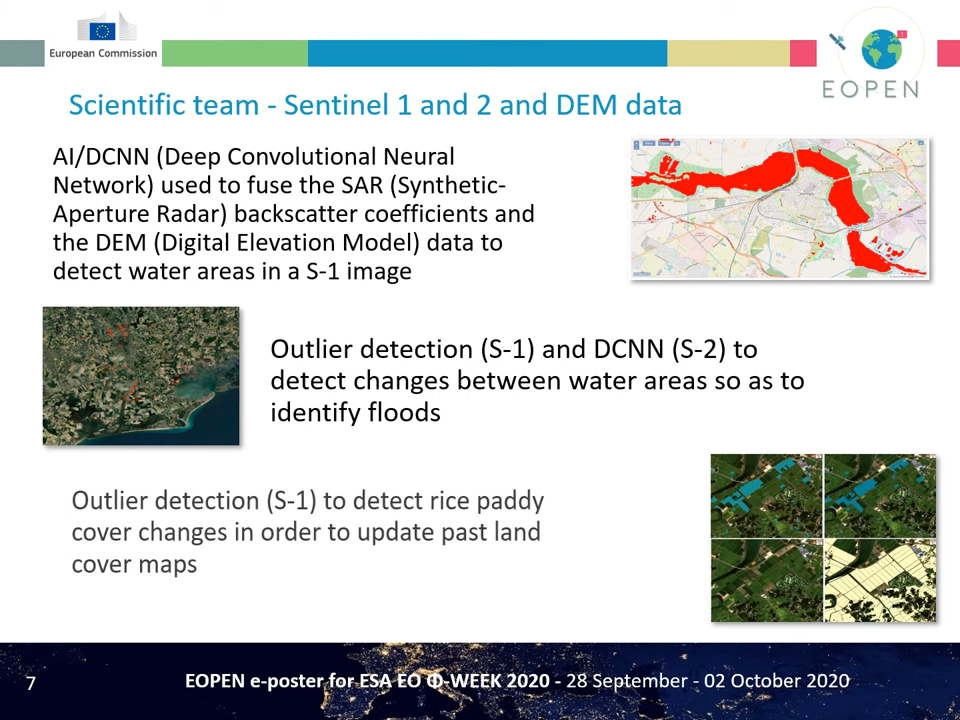 European Commission
EOPEN
Scientific team - Sentinel 1 and 2 and DEM data
AI/DCNN (Deep Convolutional Neural
Network) used to fuse the SAR (Synthetic-
Aperture Radar) backscatter coefficients and
the DEM (Digital Elevation Model) data to
detect water areas in a S-1 image
Outlier detection (S-1) and DCNN (S-2) to
detect changes between water areas so as to
identify floods
Outlier detection (S-1) to detect rice paddy
cover changes in order to update past land
cover maps
7
EOPEN e-poster for ESA EO Φ-WEEK 2020 - 28 September - 02 October 2020